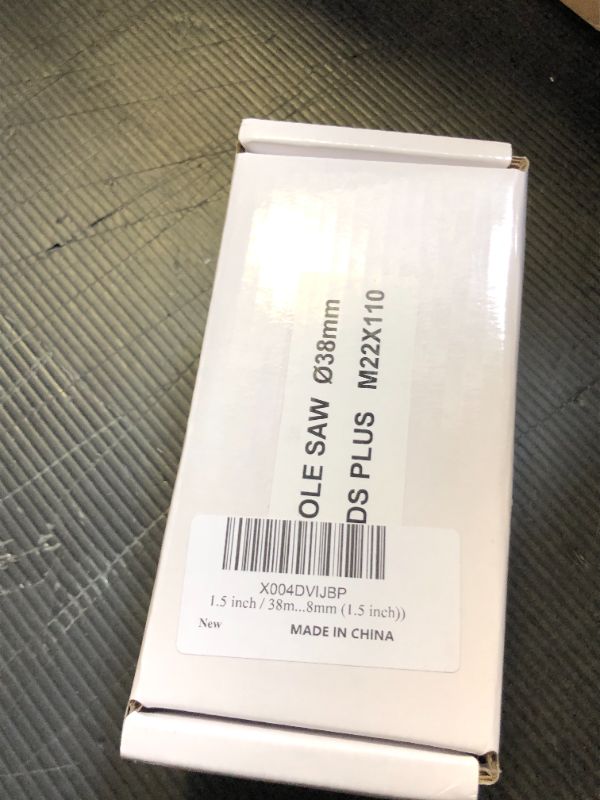 OLE SAW Ø38mm
DS PLUS M22X110
X004DVIJBP
1.5 inch / 38m...8mm (1.5 inch))
New
MADE IN CHINA